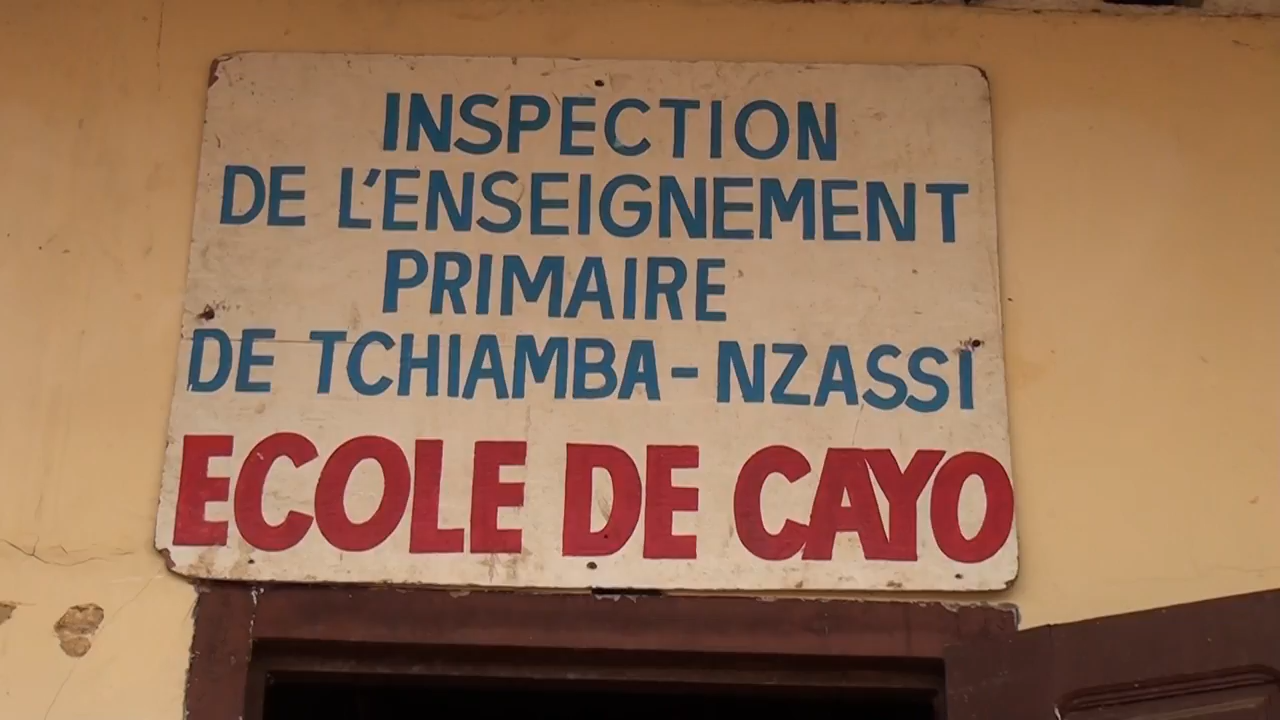 INSPECTION
DE L'ENSEIGNEMENT
PRIMAIRE
DE TCHIAMBA-NZASSI
ECOLE DE CAYO